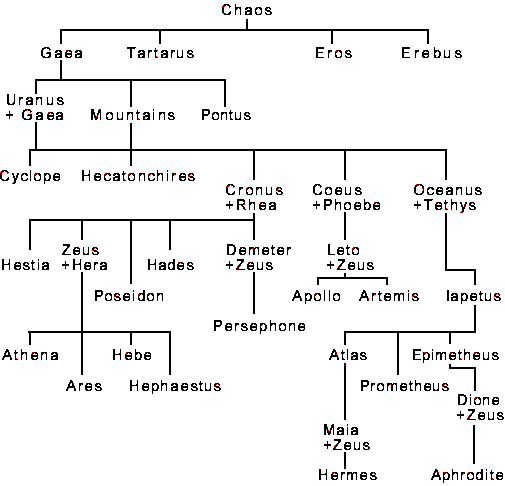 Chaos
Gaea Tartarus Eros Erebus
Uranus
+ Gaea Mountains Pontus
Cyclope Hecatonchires
Cronus
+Rhea
Coeus
+Phoebe
Oceanus
+Tethys
Hestia
Zeus
+Hera
Poseidon
Hades
Demeter
+Zeus
Leto
+Zeus
Apollo Artemis Iapetus
Persephone
Athena Hebe
Ares Hephaestus
Atlas Epimetheus
Prometheus
Dione
+Zeus
Maia
+Zeus
Hermes Aphrodite